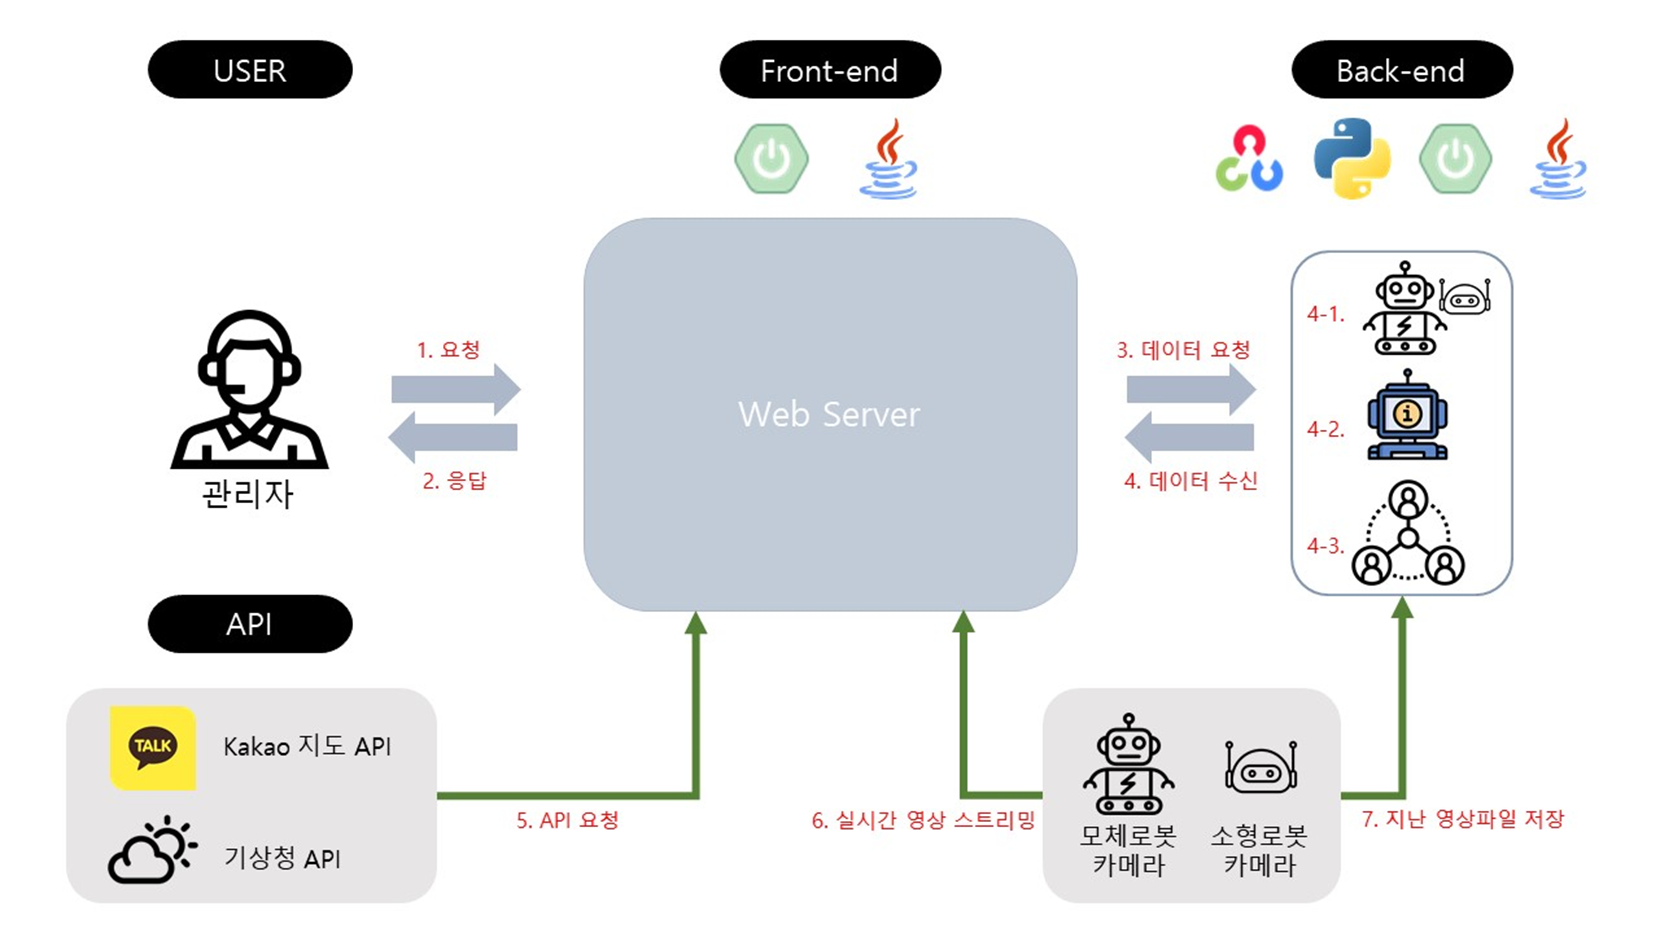 USER
Front-end
Back-end
1. 요청
2. 응답
관리자
Web Server
3. 데이터 요청
4. 데이터 수신
4-1.
4-2.
i
4-3.
API
TALK
Kakao 지도 API
기상청 API
5. API 요청
6. 실시간 영상 스트리밍
모체로봇
카메라
소형로봇
카메라
7. 지난 영상파일 저장